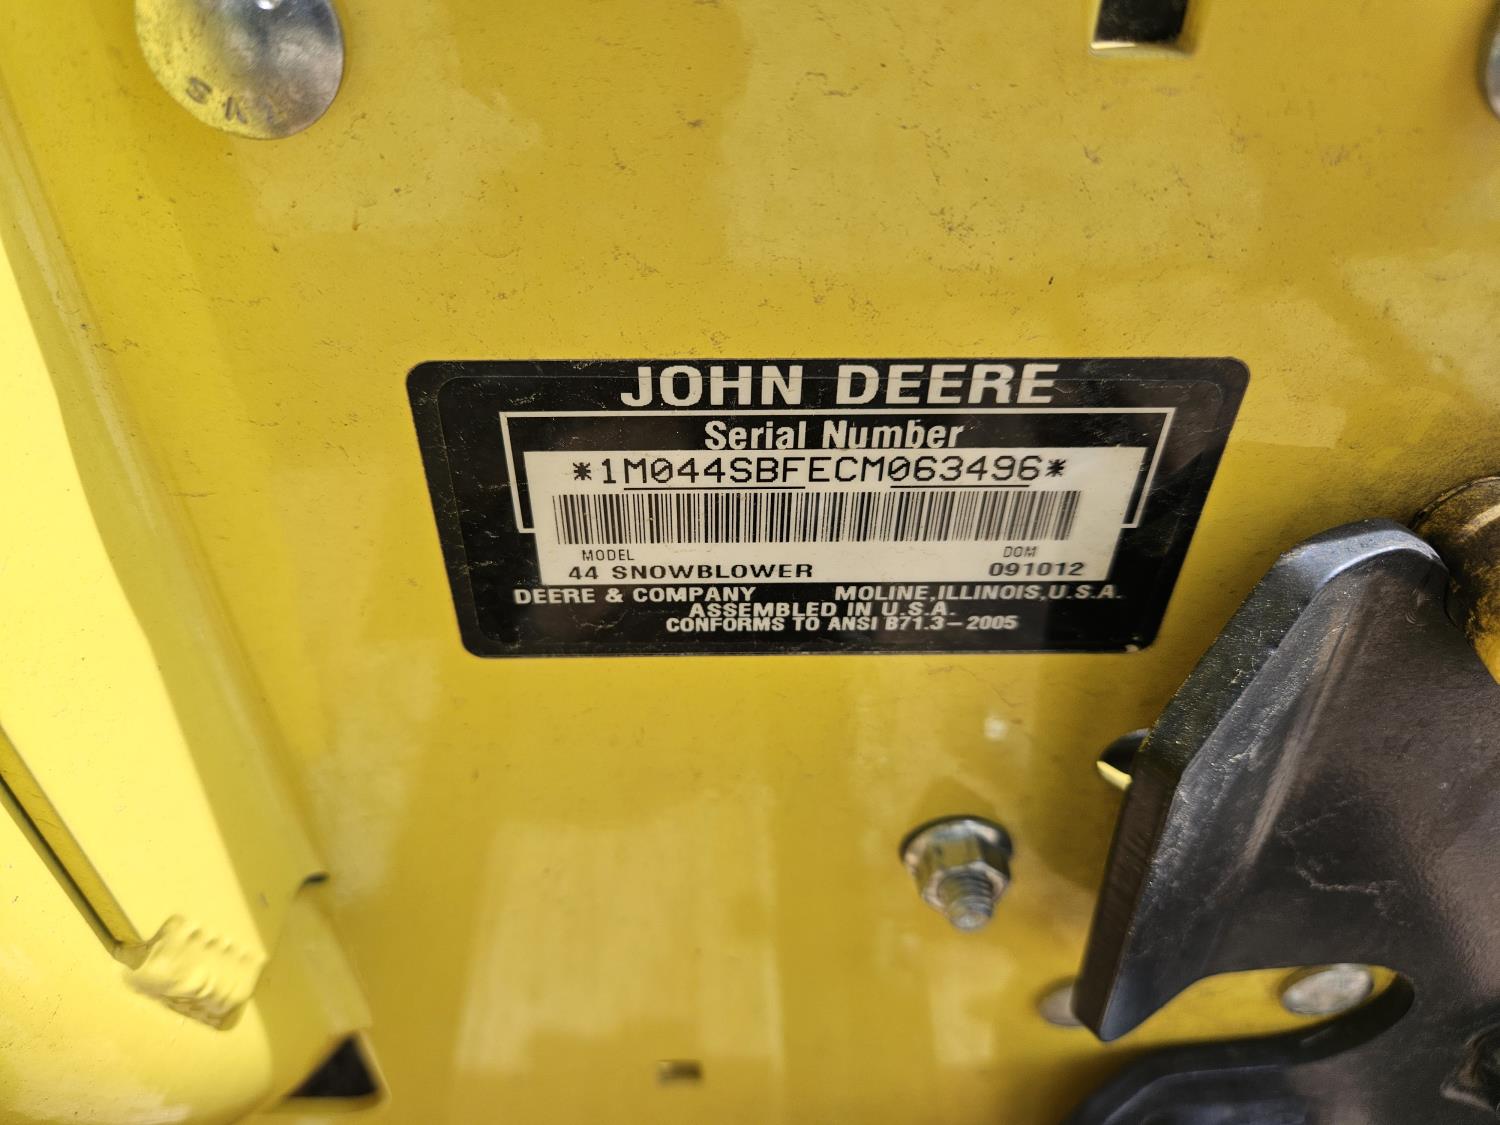 JOHN DEERE
Serial Number
*1M044SBFECM063496*
MODEL DOM
44 SNOWBLOWER 091012
DEERE & COMPANY MOLINE, ILLINOIS, U.S.A.
ASSEMBLED IN U.S.A.
CONFORMS TO ANSI B71.3-2005